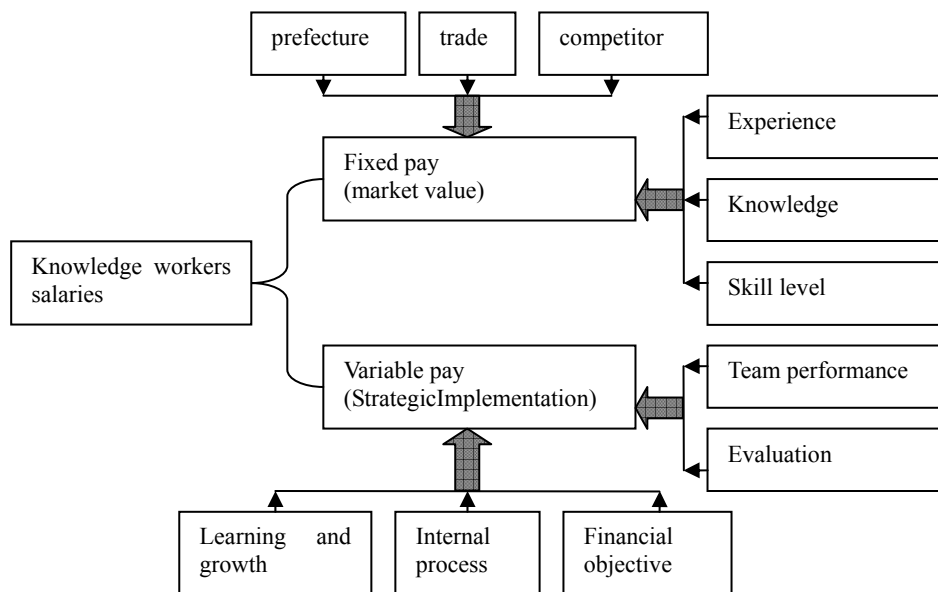 prefecture
trade
competitor
Experience
Fixed pay
(market value)
Knowledge
Knowledge workers
salaries
Skill level
Variable pay
(StrategicImplementation)
Team performance
Evaluation
Learning and
growth
Internal
process
Financial
objective